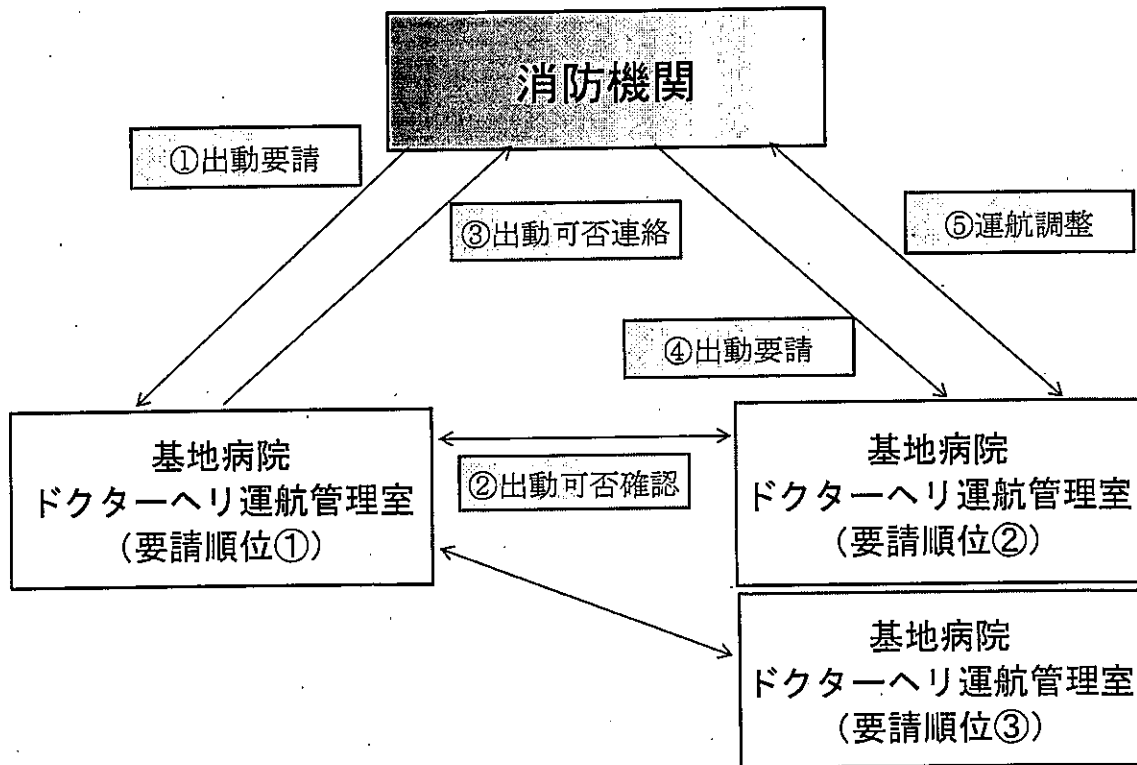 消防機関
①出動要請
③出動可否連絡
⑤運航調整
④出動要請
基地病院
ドクターヘリ運航管理室
（要請順位①）
②出動可否確認
基地病院
ドクターヘリ運航管理室
（要請順位②）
基地病院
ドクターヘリ運航管理室
（要請順位③）